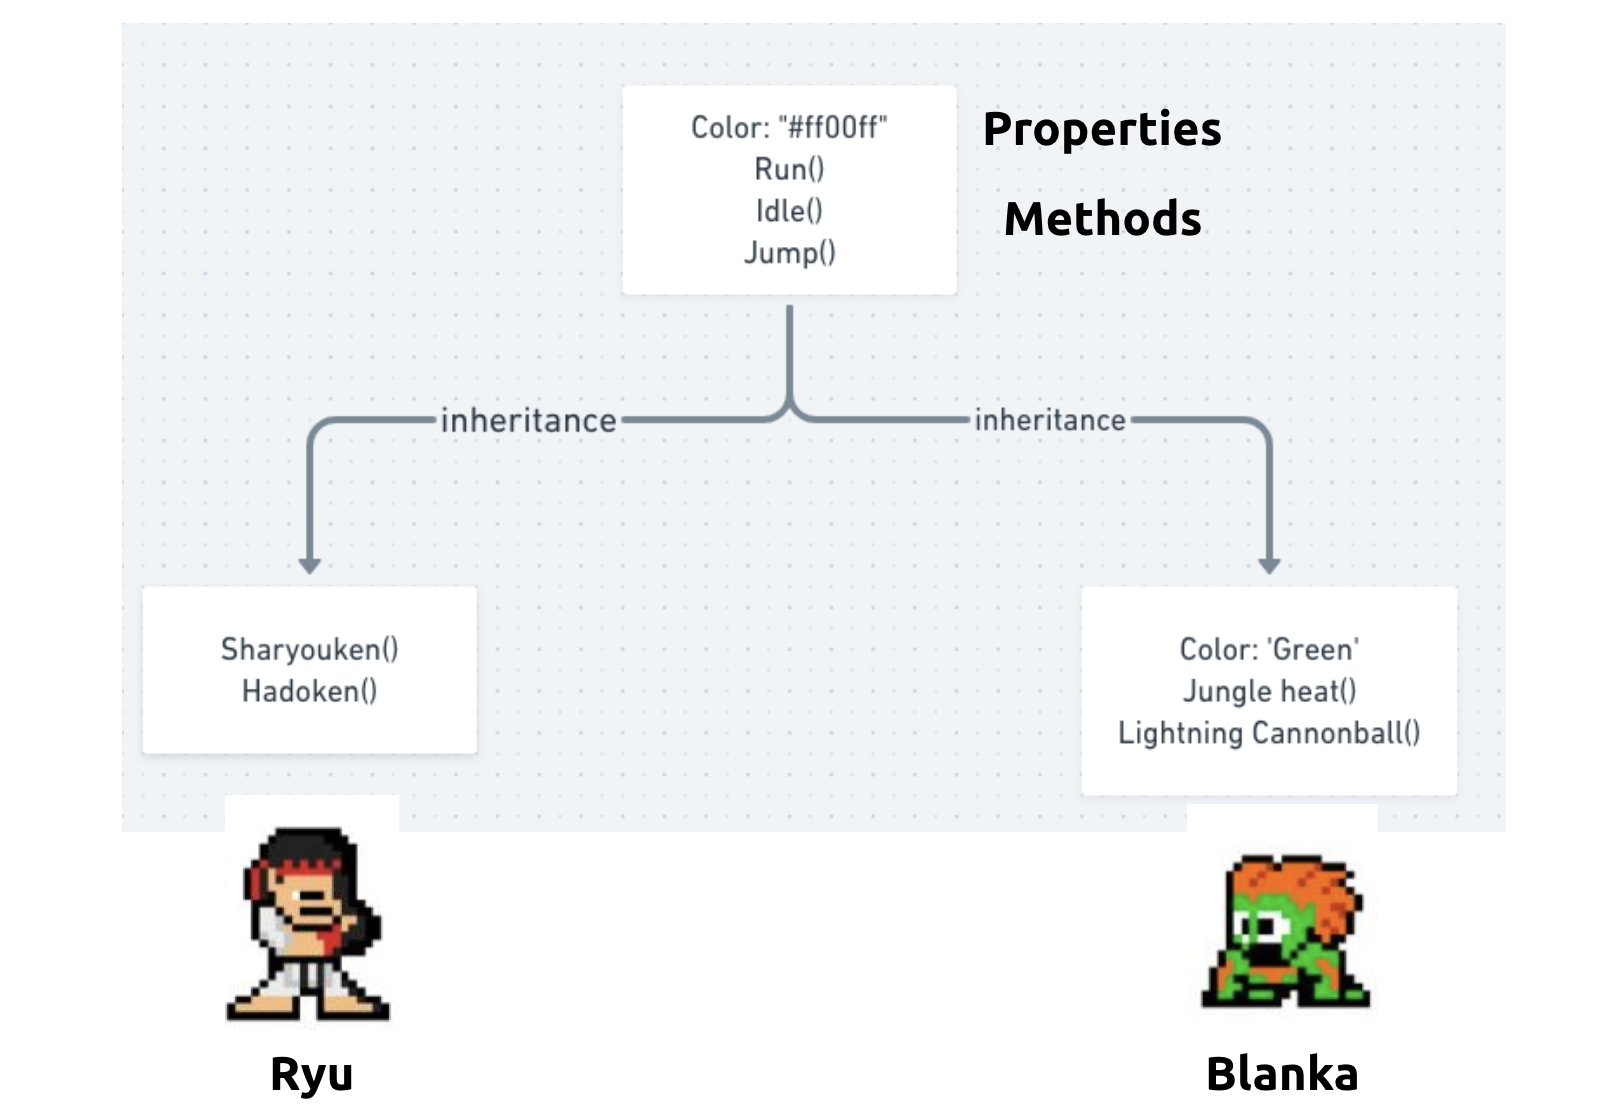 Color: "#ff00ff"
Run()
Idle()
Jump()
Properties
Methods
inheritance
inheritance
Sharyouken()
Hadoken()
Color: 'Green'
Jungle heat()
Lightning Cannonball()
Ryu
Blanka